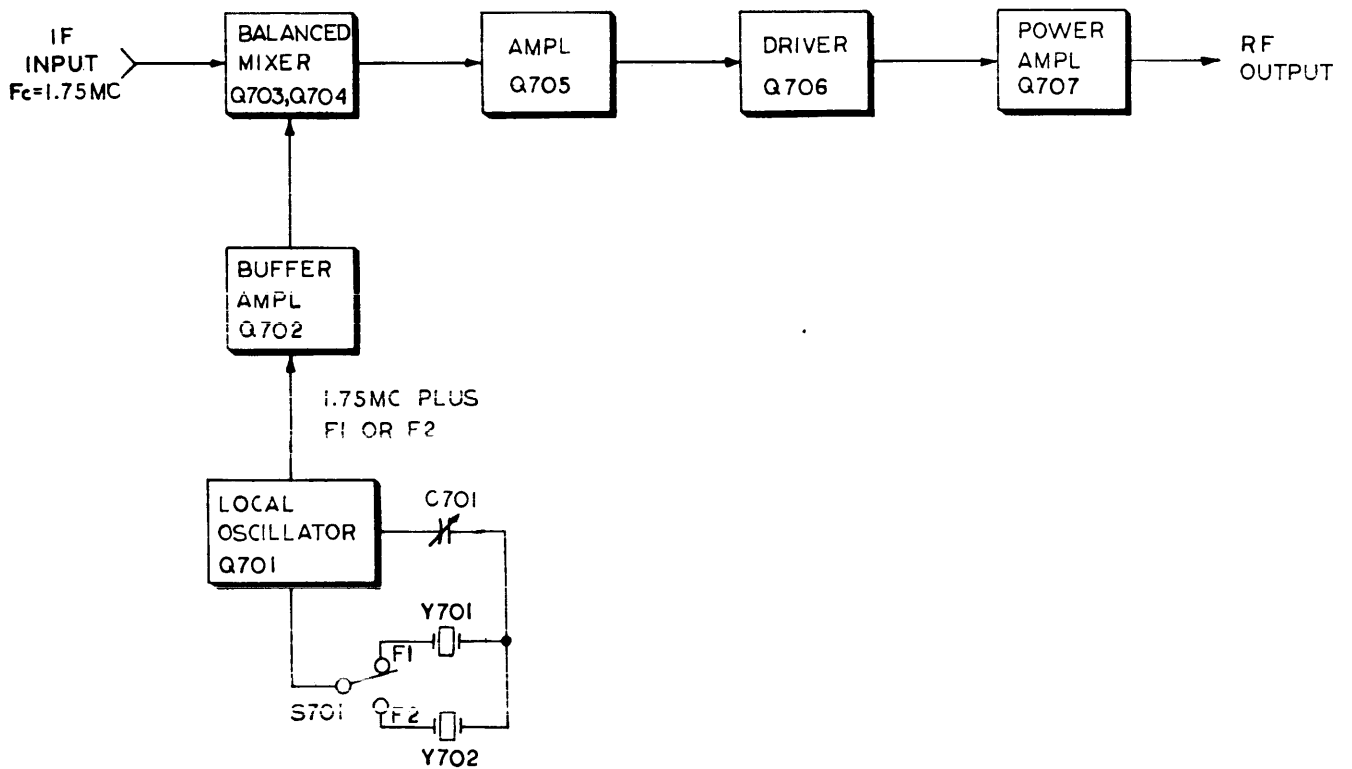 IF
INPUT
Fc=1.75MC
BALANCED
MIXER
Q703,Q704
AMPL
Q705
DRIVER
Q706
POWER
AMPL
Q707
RF
OUTPUT
BUFFER
AMPL
Q702
1.75MC PLUS
F1 OR F2
LOCAL
OSCILLATOR
Q701
C701
Y701
F1
S701
F2
Y702